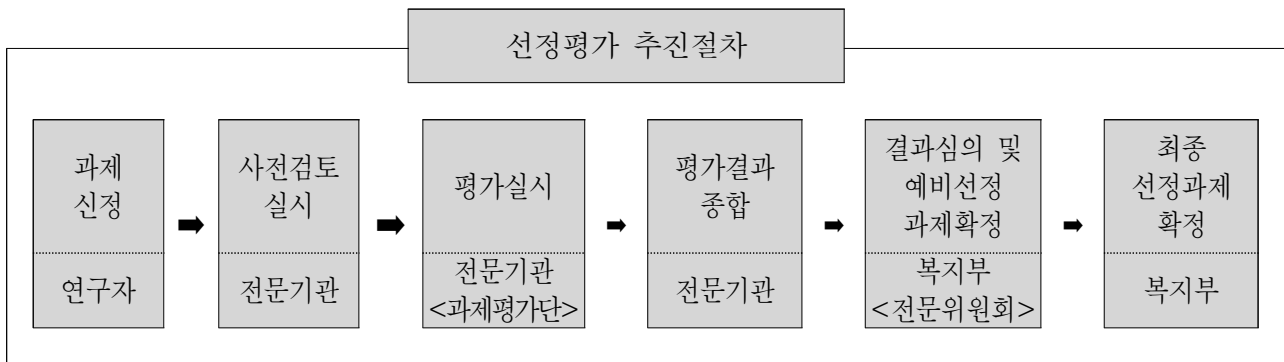 선정평가 추진절차
과제
신정
연구자
사전검토
실시
전문기관
평가실시
전문기관
<과제평가단>
평가결과
종합
전문기관
결과심의 및
예비선정
과제확정
복지부
<전문위원회>
최종
선정과제
확정
복지부